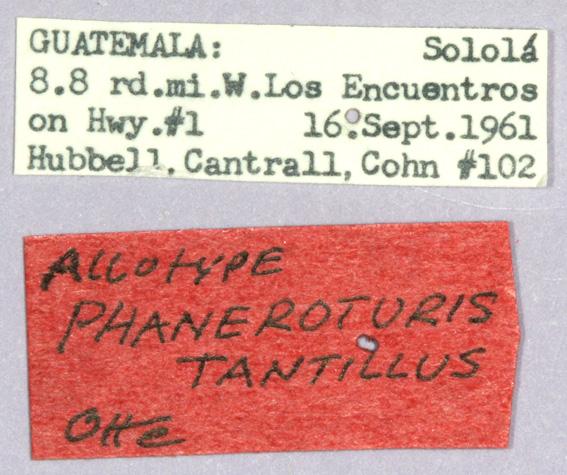 GUATEMALA: Sololá
8.8 rd.mi.W.Los Encuentros
on Hwy.#1 16.Sept.1961
Hubbell,Cantrall,Cohn #102
ALLOTYPE
PHANEROTURIS
TANTILLUS
Otte